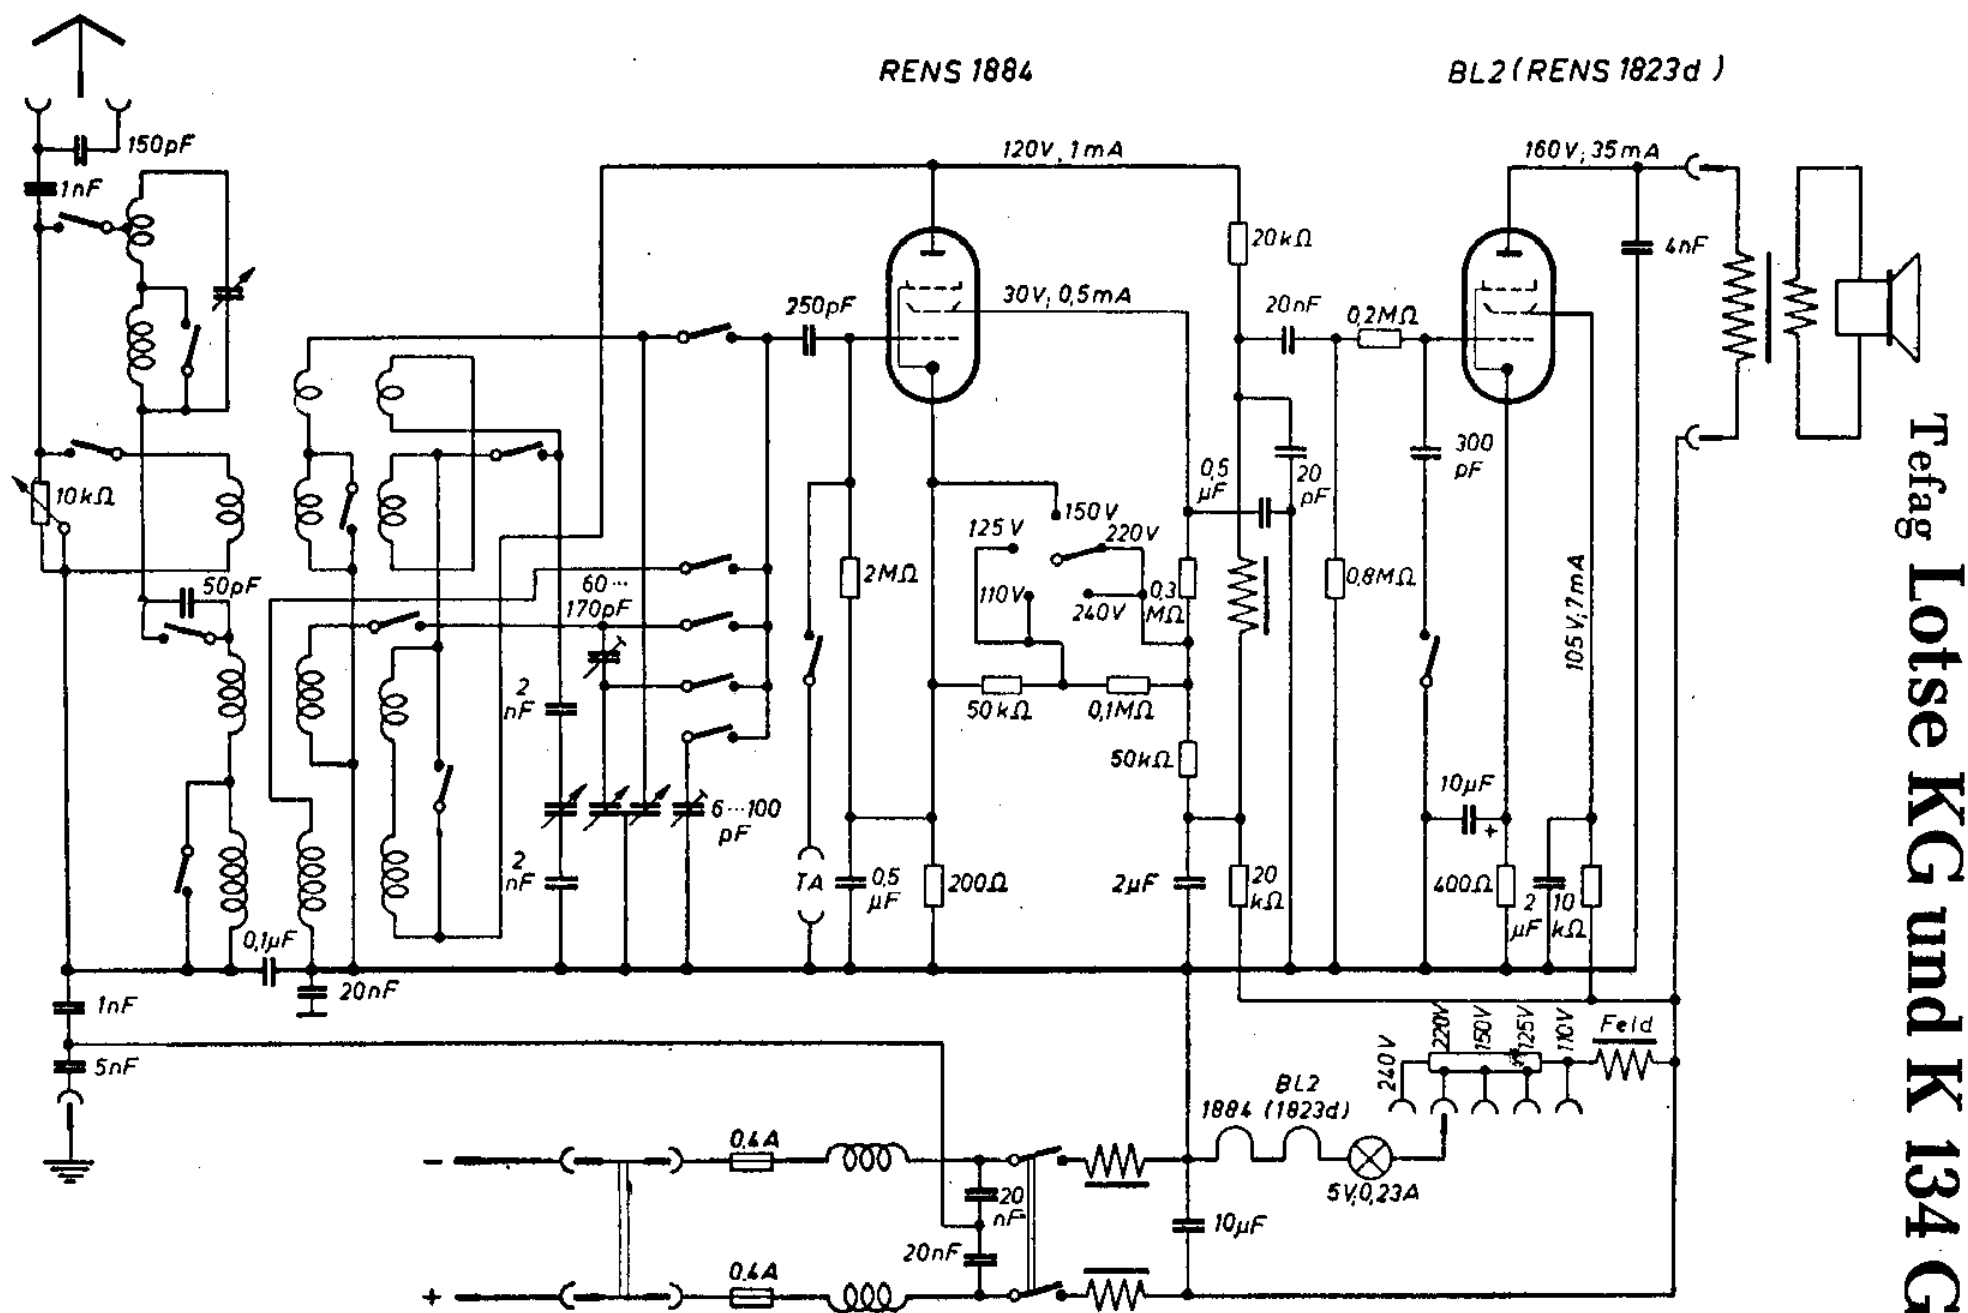 RENS 1884
BL2 (RENS 1823d)
150pF
1nF
120V, 1mA
160V; 35mA
20kΩ
4nF
250pF
30V; 0,5mA
20nF
0,2MΩ
10kΩ
300
pF
0,5
µF
20
pF
150V
125V
220V
50pF
60...
170pF
2MΩ
110V
240V
0,3
MΩ
0,8MΩ
105V, 7mA
2
nF
50kΩ
0,1MΩ
50kΩ
6...100
pF
10µF
+
2
nF
TA
0,5
µF
200Ω
2µF
20
kΩ
400Ω
2
µF
10
kΩ
0,1µF
20nF
1nF
5nF
240V
220V
150V
125V
110V
Feld
BL2
1884 (1823d)
5V; 0,23A
-
0,4A
20
nF
20nF
10µF
+
0,4A
Tefag Lotse KG und K 134 G